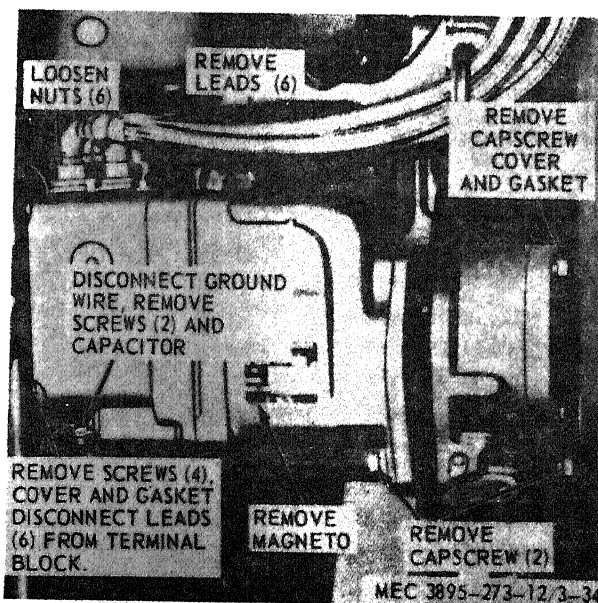 LOOSEN
NUTS (6)
REMOVE
LEADS (6)
REMOVE
CAPSCREW
COVER
AND GASKET
DISCONNECT GROUND
WIRE, REMOVE
SCREWS (2) AND
CAPACITOR
REMOVE SCREWS (4),
COVER AND GASKET
DISCONNECT LEADS
(6) FROM TERMINAL
BLOCK.
REMOVE
MAGNETO
REMOVE
CAPSCREW (2)
MEC 3895-273-12/3-34